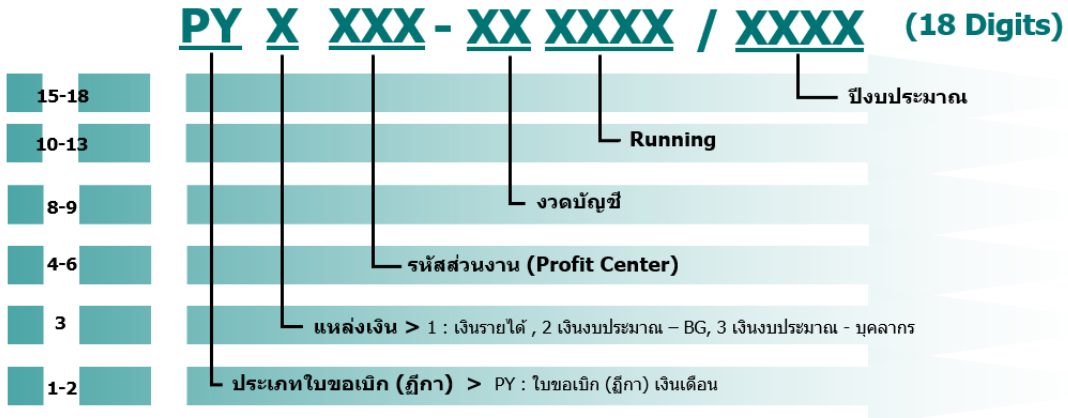 PY X XXX - XX XXXX / XXXX (18 Digits)
15-18 ปีงบประมาณ
10-13 Running
8-9 งวดบัญชี
4-6 รหัสส่วนงาน (Profit Center)
3 แหล่งเงิน > 1 : เงินรายได้ , 2 เงินงบประมาณ – BG, 3 เงินงบประมาณ - บุคลากร
1-2 ประเภทใบขอเบิก (ฎีกา) > PY : ใบขอเบิก (ฎีกา) เงินเดือน